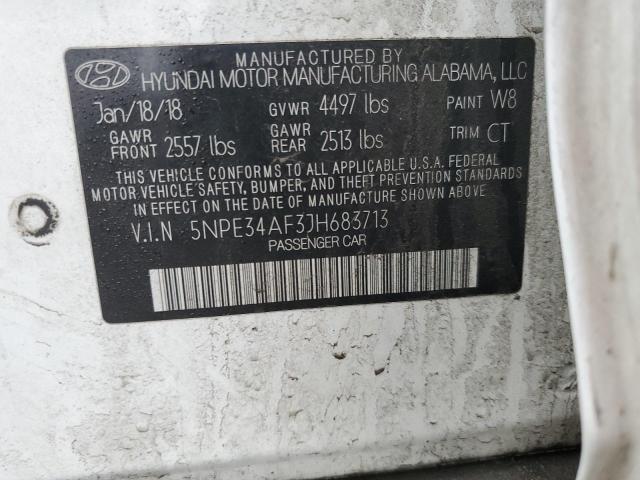 MANUFACTURED BY
HYUNDAI MOTOR MANUFACTURING ALABAMA, LLC
Jan/18/18 GVWR 4497 lbs PAINT W8
GAWR FRONT 2557 lbs GAWR REAR 2513 lbs TRIM CT
THIS VEHICLE CONFORMS TO ALL APPLICABLE U.S.A. FEDERAL
MOTOR VEHICLE SAFETY, BUMPER, AND THEFT PREVENTION STANDARDS
IN EFFECT ON THE DATE OF MANUFACTURE SHOWN ABOVE.
V.I.N 5NPE34AF3JH683713
PASSENGER CAR